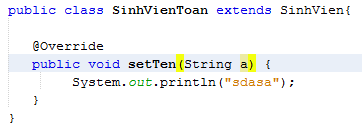 public class SinhVienToan extends SinhVien{
@Override
public void setTen(String a) {
System.out.println("sdasa");
}
}